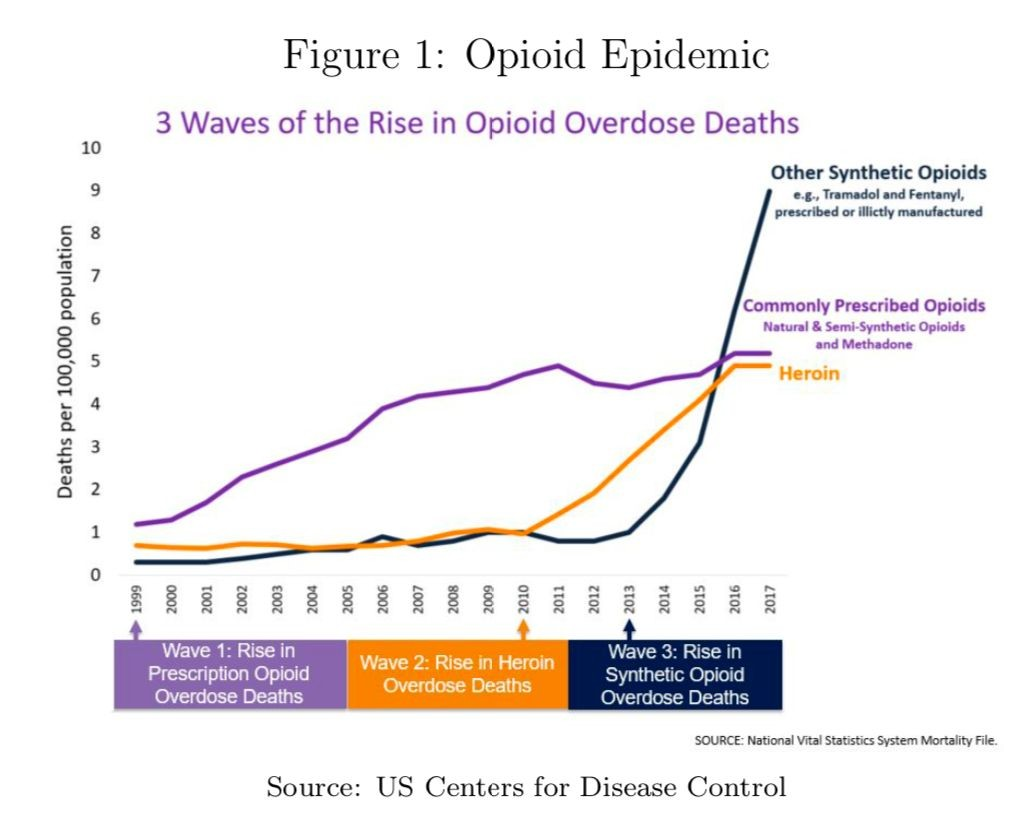 Figure 1: Opioid Epidemic
3 Waves of the Rise in Opioid Overdose Deaths
Deaths per 100,000 population
10
9
8
7
6
5
4
3
2
1
0
Other Synthetic Opioids
e.g., Tramadol and Fentanyl,
prescribed or illictly manufactured
Commonly Prescribed Opioids
Natural & Semi-Synthetic Opioids
and Methadone
Heroin
1999
2000
2001
2002
2003
2004
2005
2006
2007
2008
2009
2010
2011
2012
2013
2014
2015
2016
2017
Wave 1: Rise in
Prescription Opioid
Overdose Deaths
Wave 2: Rise in Heroin
Overdose Deaths
Wave 3: Rise in
Synthetic Opioid
Overdose Deaths
SOURCE: National Vital Statistics System Mortality File.
Source: US Centers for Disease Control